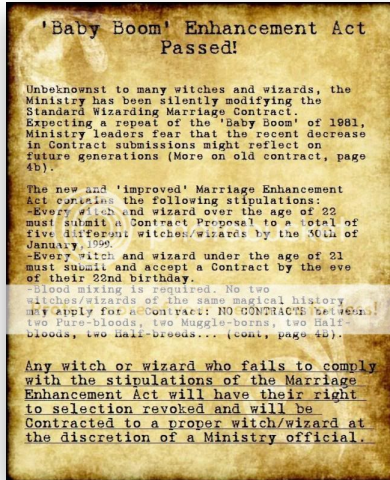 'Baby Boom' Enhancement Act
Passed!
Unbeknownst to many witches and wizards, the
Ministry has been silently modifying the
Standard Wizarding Marriage Contract.
Expecting a repeat of the 'Baby Boom' of 1981,
Ministry leaders fear that the recent decrease
in Contract submissions might reflect on
future generations (More on old contract, page
4b).
The new and 'improved' Marriage Enhancement
Act contains the following stipulations:
-Every witch and wizard over the age of 22
must submit a Contract Proposal to a total of
five different witches/wizards by the 30th of
January,1999.
-Every witch and wizard under the age of 21
must submit and accept a Contract by the eve
of their 22nd birthday.
-Blood mixing is required. No two
witches/wizards of the same magical history
may apply for a contract: NO CONTRACTS between:
two Pure-bloods, two Muggle-borns, two Half-
bloods, two Half-breeds... (cont, page 4B).
Any witch or wizard who fails to comply
with the stipulations of the Marriage
Enhancement Act will have their right
to selection revoked and will be
Contracted to a proper witch/wizard at
the discretion of a Ministry official.